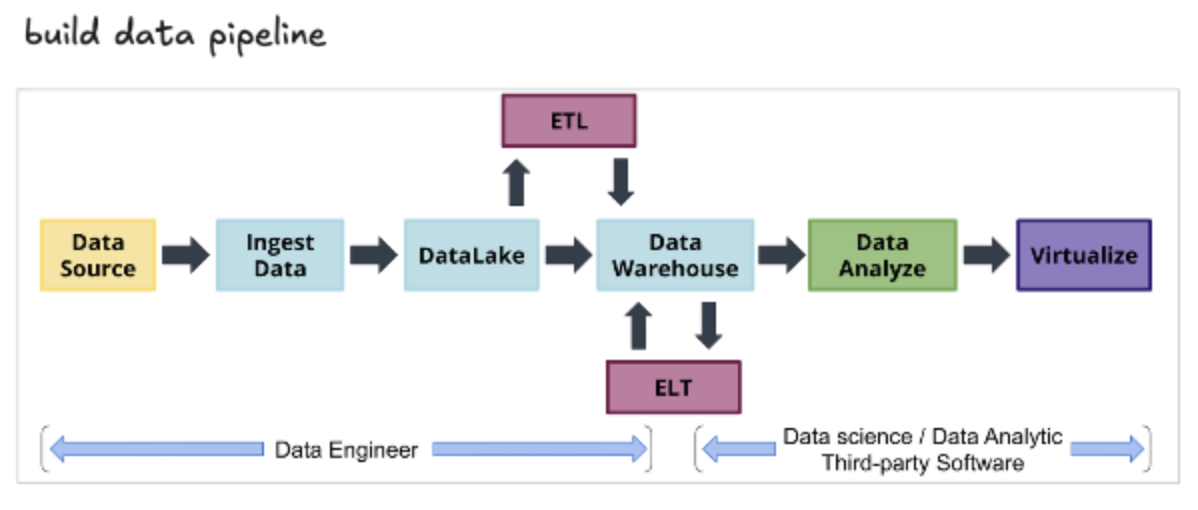 build data pipeline
ETL
Data
Source
Ingest
Data
DataLake
Data
Warehouse
Data
Analyze
Virtualize
ELT
Data Engineer
Data science / Data Analytic
Third-party Software